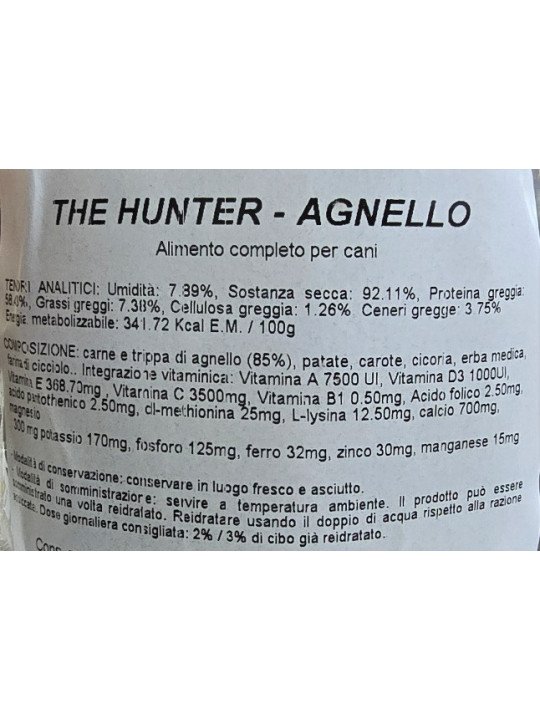 THE HUNTER - AGNELLO
Alimento completo per cani
TENORI ANALITICI: Umidità: 7.89%, Sostanza secca: 92.11%, Proteina greggia:
%, Grassi greggi: 7.38%, Cellulosa greggia: 1.26%. Ceneri gregge: 3.75%
Energia metabolizzabile: 341.72 Kcal E.M. / 100g
COMPOSIZIONE: carne e trippa di agnello (85%), patate, carote, cicoria, erba medica,
farina di cicciolo.. Integrazione vitaminica: Vitamina A 7500 UI, Vitamina D3 1000UI,
Vitamina E 368.70mg, Vitamina C 3500mg, Vitamina B1 0.50mg, Acido folico 2.50mg,
acido pantothenico 2.50mg, dl-methionina 25mg, L-lysina 12.50mg, calcio 700mg,
magnesio
300 mg potassio 170mg, fosforo 125mg, ferro 32mg, zinco 30mg, manganese 15mg
- Modalità di conservazione: conservare in luogo fresco e asciutto.
- Modalità di somministrazione: servire a temperatura ambiente. Il prodotto può essere
somministrato una volta reidratato. Reidratare usando il doppio di acqua rispetto alla razione
Dose giornaliera consigliata: 2% / 3% di cibo già reidratato.